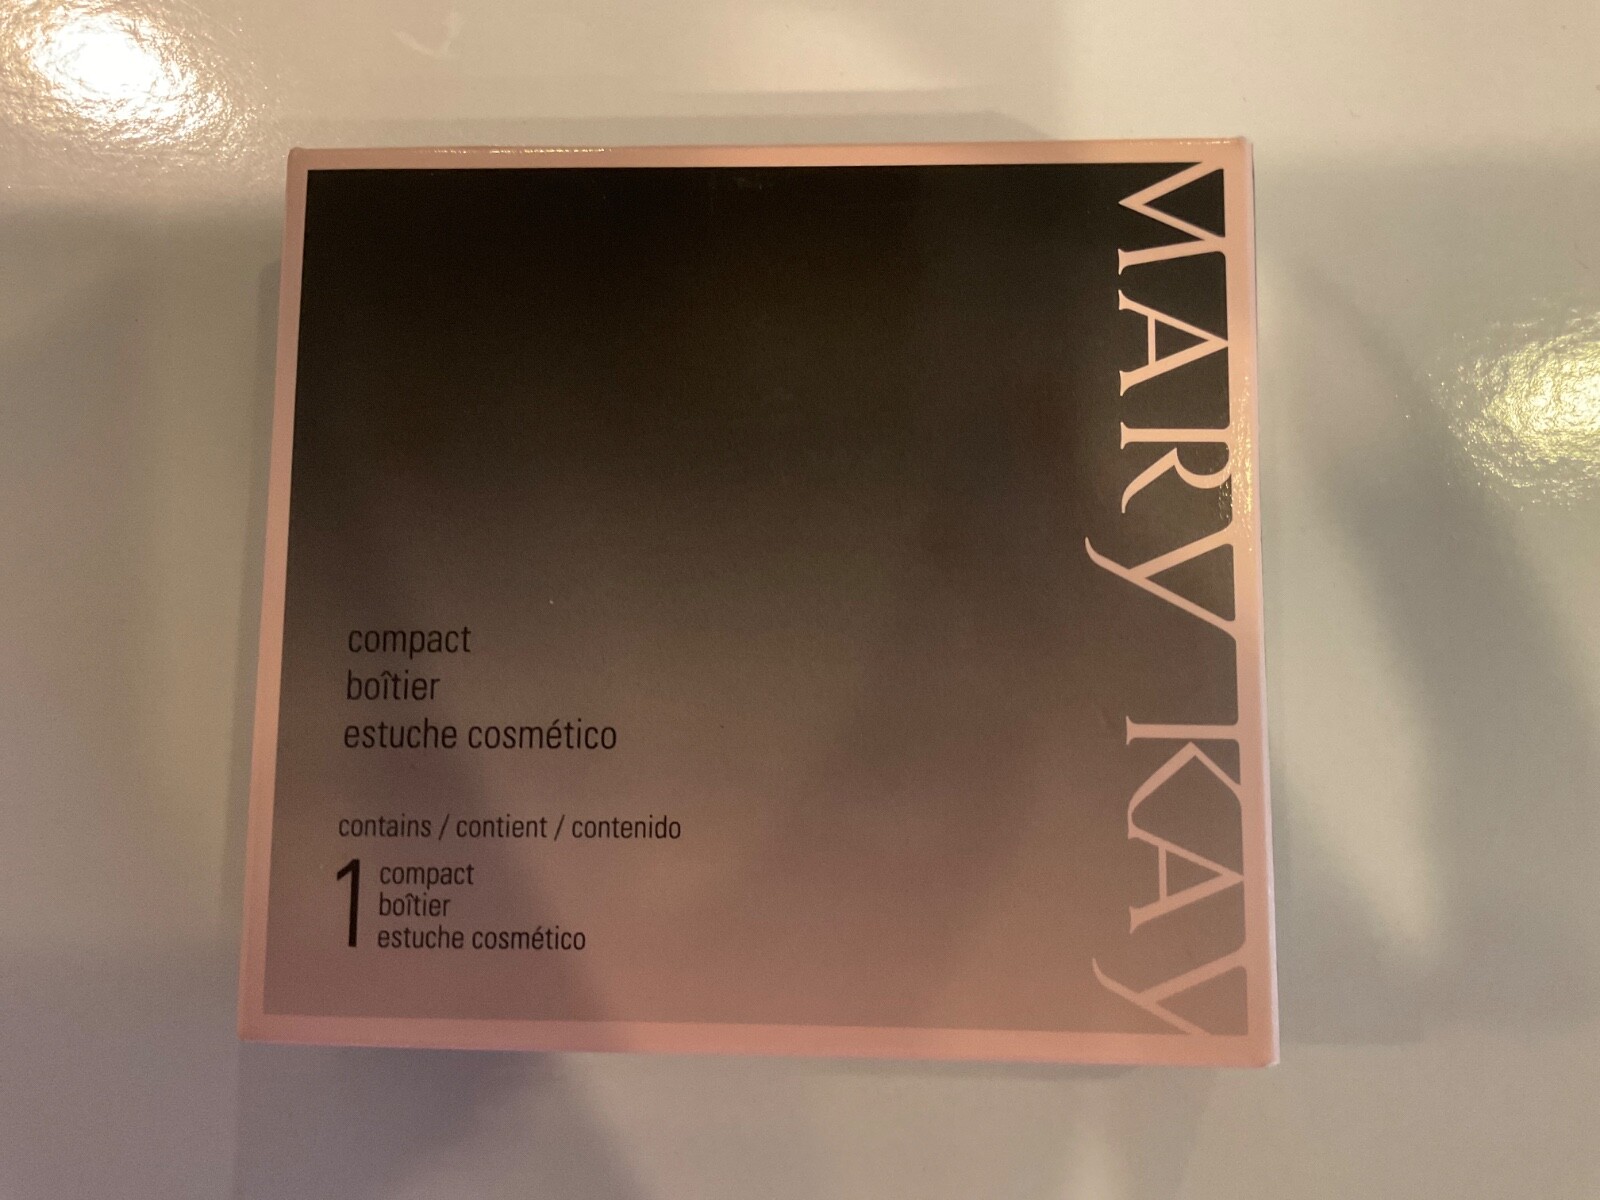 MARY KAY
compact
boîtier
estuche cosmético
contains / contient / contenido
1 compact
boîtier
estuche cosmético